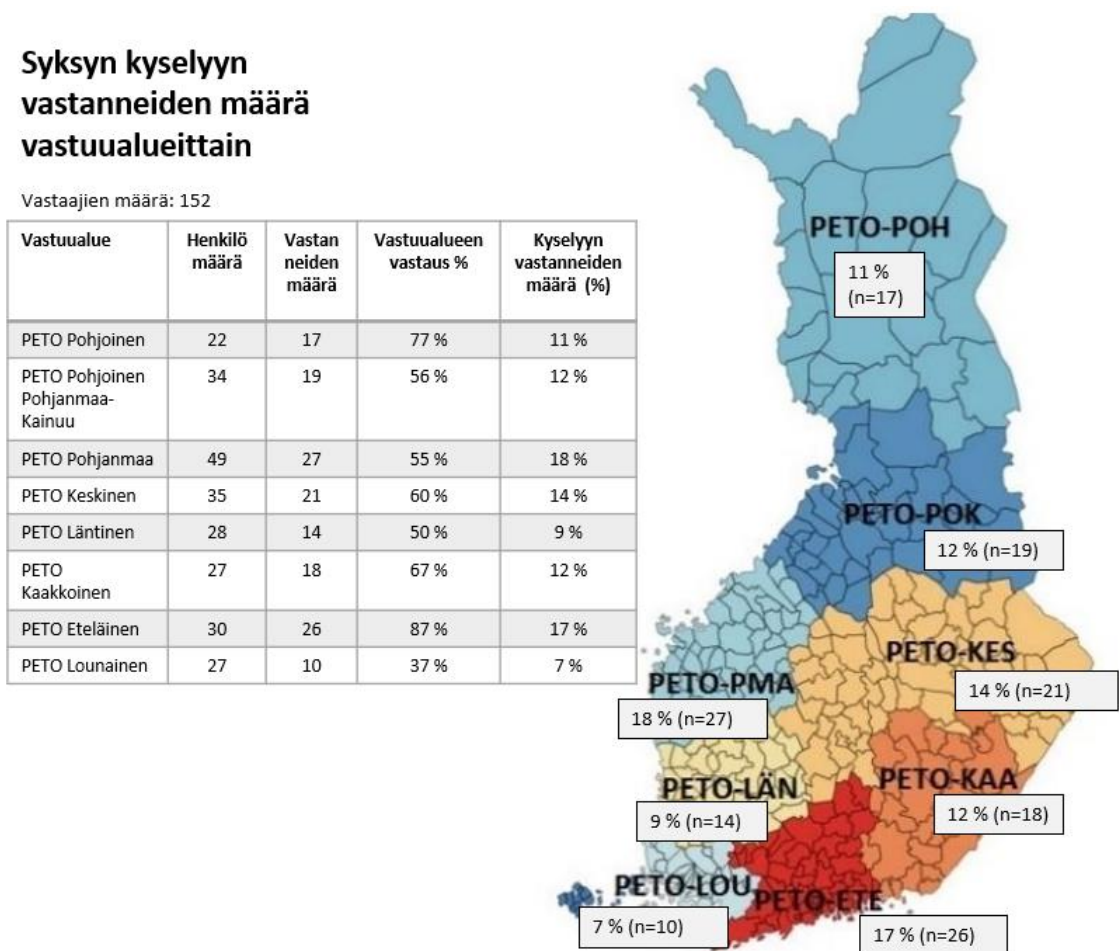 Syksyn kyselyyn
vastanneiden määrä
vastuualueittain
Vastaajien määrä: 152
Vastuualue
Henkilö
määrä
Vastan
neiden
määrä
Vastuualueen
vastaus %
Kyselyyn
vastanneiden
määrä (%)
PETO Pohjoinen 22 17 77 % 11 %
PETO Pohjoinen 34 19 56 % 12 %
Pohjanmaa-
Kainuu
PETO Pohjanmaa 49 27 55 % 18 %
PETO Keskinen 35 21 60 % 14 %
PETO Läntinen 28 14 50 % 9 %
PETO 27 18 67 % 12 %
Kaakkoinen
PETO Eteläinen 30 26 87 % 17 %
PETO Lounainen 27 10 37 % 7 %
PETO-POH
11 %
(n=17)
PETO-POK
12 % (n=19)
PETO-KES
14 % (n=21)
PETO-PMA
18 % (n=27)
PETO-KAA
12 % (n=18)
PETO-LÄN
9 % (n=14)
PETO-LOU
7 % (n=10)
PETO-ETE
17 % (n=26)